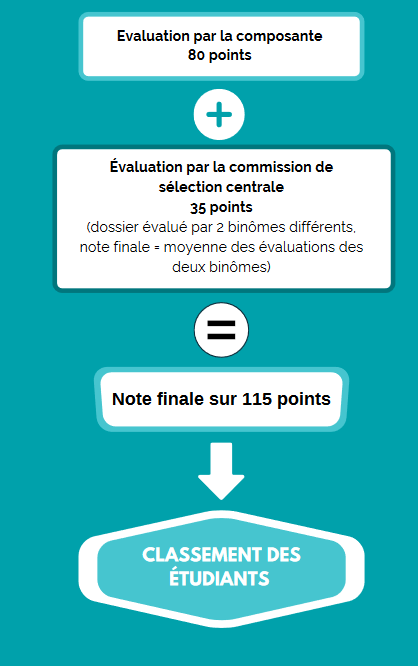 Evaluation par la composante
80 points
+
Évaluation par la commission de
sélection centrale
35 points
(dossier évalué par 2 binômes différents,
note finale = moyenne des évaluations des
deux binômes)
=
Note finale sur 115 points
CLASSEMENT DES
ÉTUDIANTS